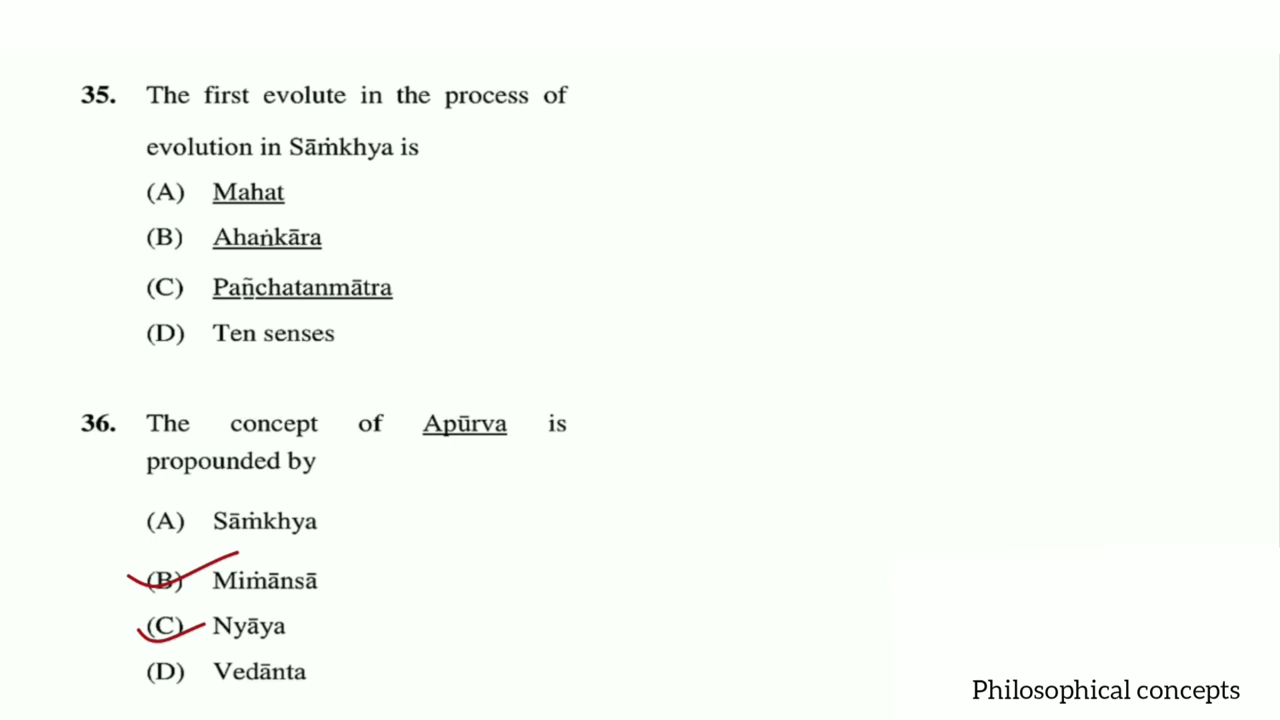 35. The first evolute in the process of
evolution in Sāṁkhya is
(A) Mahat
(B) Ahaṅkāra
(C) Pañchatanmātra
(D) Ten senses
36. The concept of Apūrva is
propounded by
(A) Sāṁkhya
(B) Miṁānsā
(C) Nyāya
(D) Vedānta
Philosophical concepts